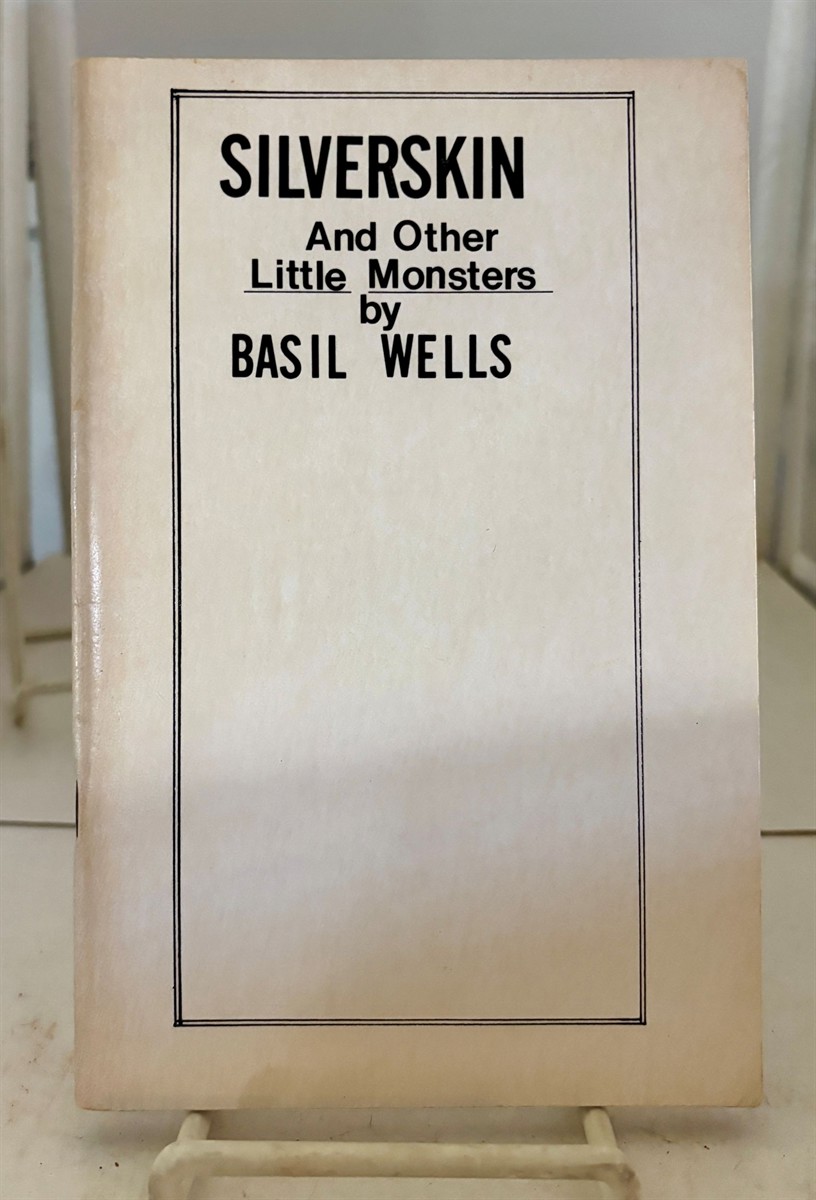 SILVERSKIN
And Other
Little Monsters
by
BASIL WELLS